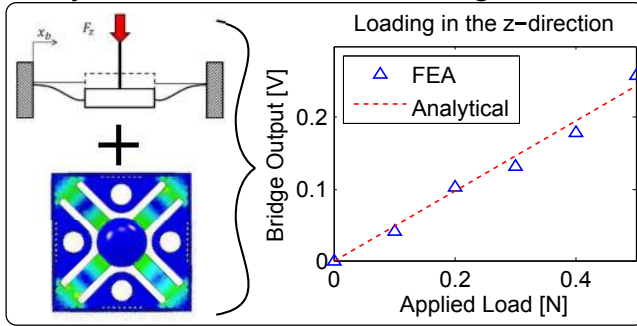 x_b
F_z
Loading in the z-direction
FEA
Analytical
Bridge Output [V]
0.2
0.1
0
0
0.2
0.4
Applied Load [N]